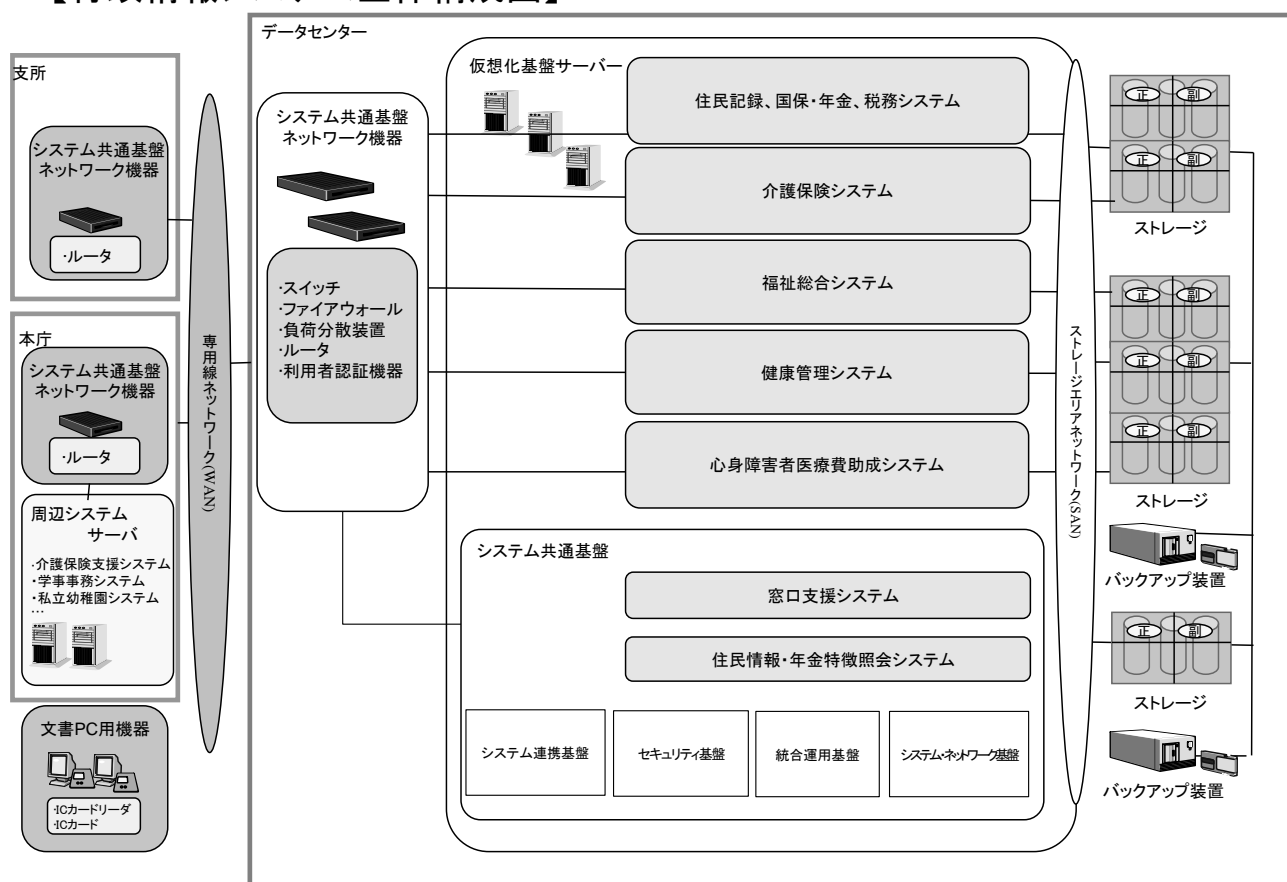 データセンター
支所
システム共通基盤
ネットワーク機器
・ルータ
本庁
システム共通基盤
ネットワーク機器
・ルータ
周辺システム
サーバ
・介護保険支援システム
・学事事務システム
・私立幼稚園システム
…
文書PC用機器
・ICカードリーダ
・ICカード
専用線ネットワーク(WAN)
システム共通基盤
ネットワーク機器
・スイッチ
・ファイアウォール
・負荷分散装置
・ルータ
・利用者認証機器
仮想化基盤サーバー
住民記録、国保・年金、税務システム
介護保険システム
福祉総合システム
健康管理システム
心身障害者医療費助成システム
システム共通基盤
窓口支援システム
住民情報・年金特徴照会システム
システム連携基盤
セキュリティ基盤
統合運用基盤
システム・ネットワーク基盤
ストレージエリアネットワーク(SAN)
正 副
正 副
ストレージ
正 副
正 副
正 副
ストレージ
バックアップ装置
正 副
ストレージ
バックアップ装置